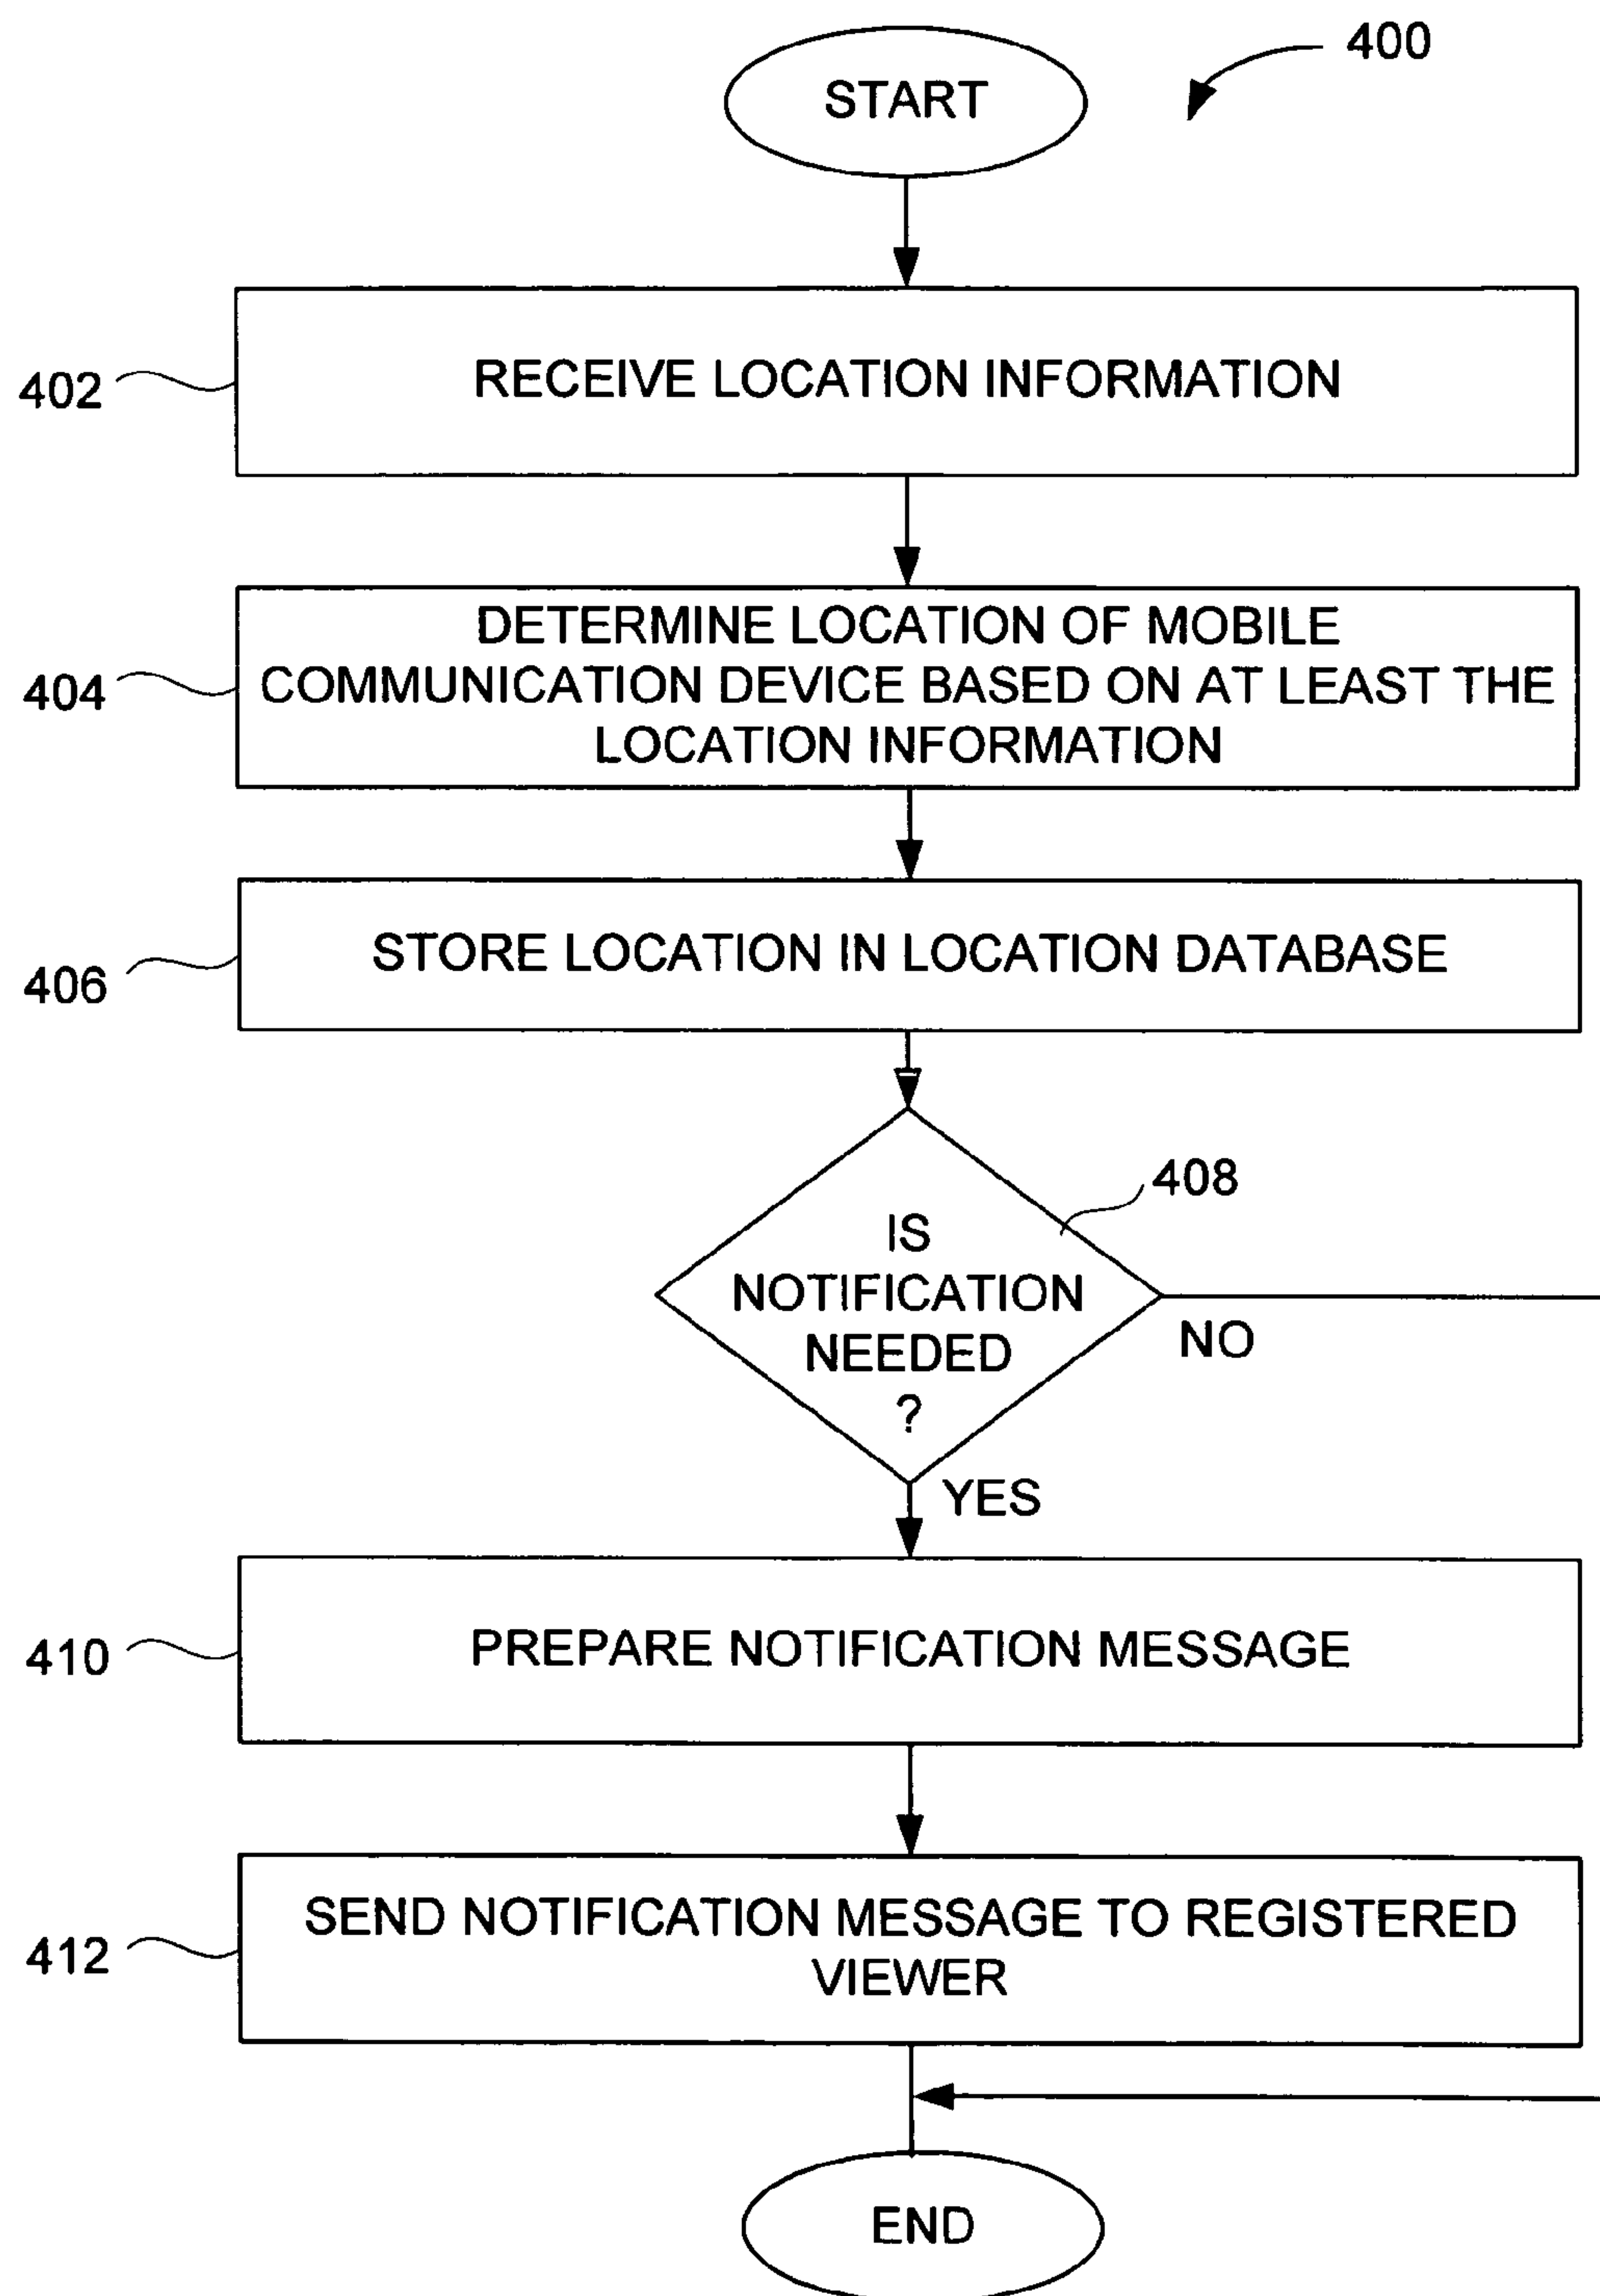 400
START
402
RECEIVE LOCATION INFORMATION
404
DETERMINE LOCATION OF MOBILE
COMMUNICATION DEVICE BASED ON AT LEAST THE
LOCATION INFORMATION
406
STORE LOCATION IN LOCATION DATABASE
408
IS
NOTIFICATION
NEEDED
?
NO
YES
410
PREPARE NOTIFICATION MESSAGE
412
SEND NOTIFICATION MESSAGE TO REGISTERED
VIEWER
END